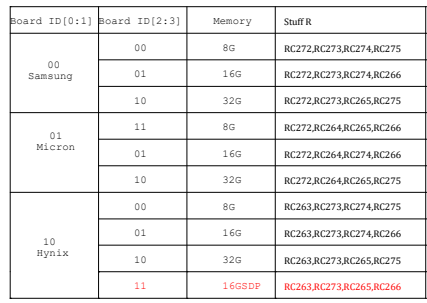 Board ID[0:1] Board ID[2:3] Memory Stuff R
00 Samsung 00 8G RC272,RC273,RC274,RC275
01 16G RC272,RC273,RC274,RC266
10 32G RC272,RC273,RC265,RC275
01 Micron 11 8G RC272,RC264,RC265,RC266
01 16G RC272,RC264,RC274,RC266
10 32G RC272,RC264,RC265,RC275
10 Hynix 00 8G RC263,RC273,RC274,RC275
01 16G RC263,RC273,RC274,RC266
10 32G RC263,RC273,RC265,RC275
11 16GSDP RC263,RC273,RC265,RC266